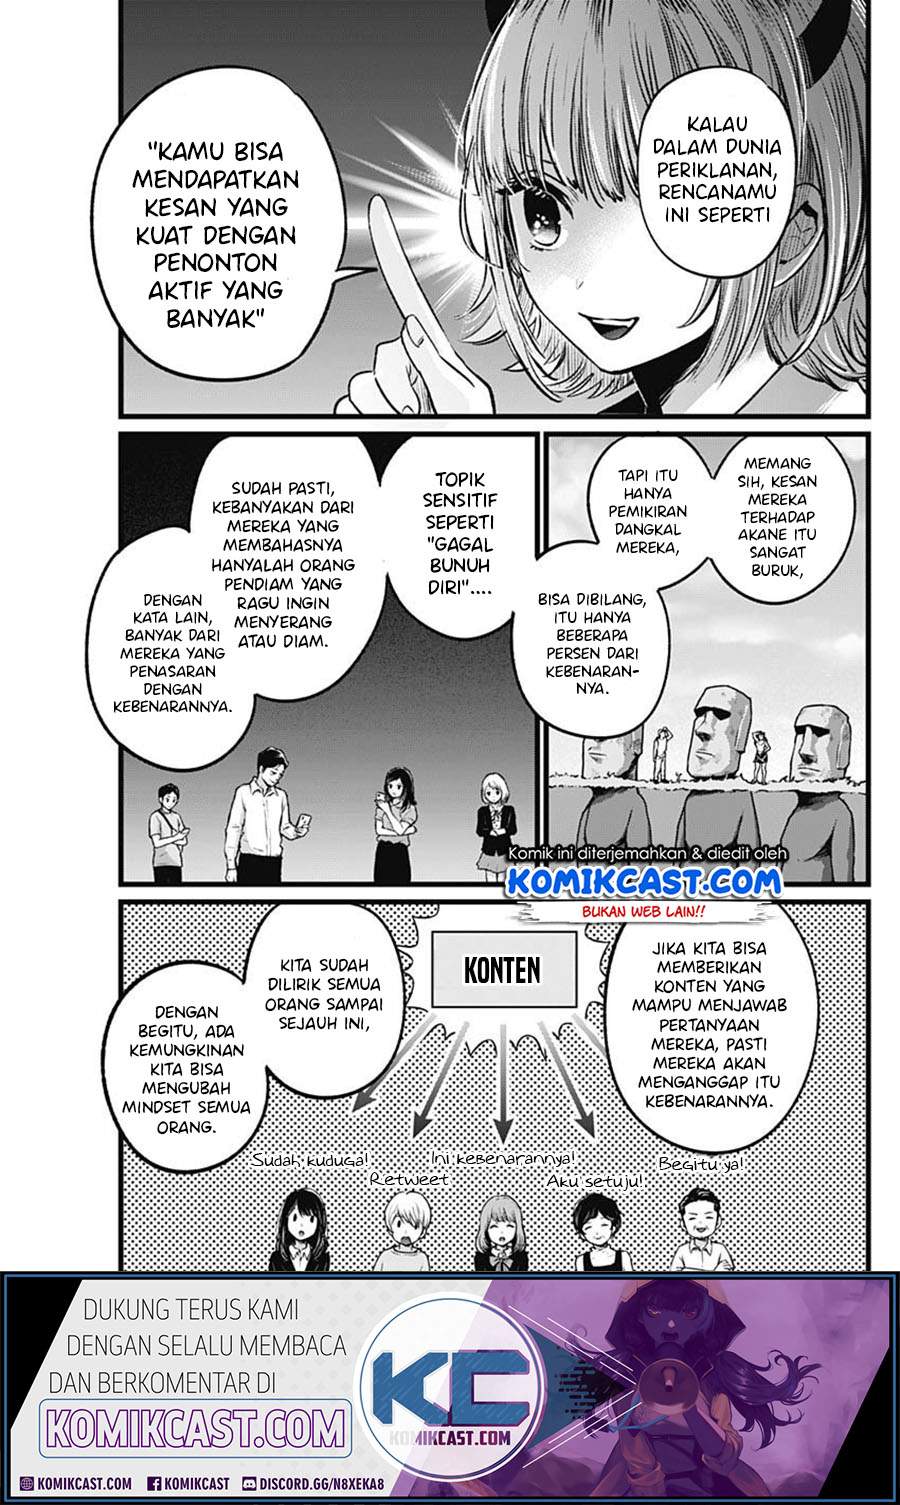 KALAU
DALAM DUNIA
PERIKLANAN,
RENCANAMU
INI SEPERTI
"KAMU BISA
MENDAPATKAN
KESAN YANG
KUAT DENGAN
PENONTON
AKTIF YANG
BANYAK"
MEMANG
SIH, KESAN
MEREKA
TERHADAP
AKANE ITU
SANGAT
BURUK,
TAPI ITU
HANYA
PEMIKIRAN
DANGKAL
MEREKA,
BISA DIBILANG,
ITU HANYA
BEBERAPA
PERSEN DARI
KEBENARAN-
NYA.
TOPIK
SENSITIF
SEPERTI
"GAGAL
BUNUH
DIRI"....
SUDAH PASTI,
KEBANYAKAN DARI
MEREKA YANG
MEMBAHASNYA
HANYALAH ORANG
PENDIAM YANG
RAGU INGIN
MENYERANG
ATAU DIAM.
DENGAN
KATA LAIN,
BANYAK DARI
MEREKA YANG
PENASARAN
DENGAN
KEBENARANNYA.
Komik ini diterjemahkan & diedit oleh
KOMIKCAST.COM
BUKAN WEB LAIN!!
JIKA KITA BISA
MEMBERIKAN
KONTEN YANG
MAMPU MENJAWAB
PERTANYAAN
MEREKA, PASTI
MEREKA AKAN
MENGANGGAP ITU
KEBENARANNYA.
KONTEN
KITA SUDAH
DILIRIK SEMUA
ORANG SAMPAI
SEJAUH INI,
DENGAN
BEGITU, ADA
KEMUNGKINAN
KITA BISA
MENGUBAH
MINDSET SEMUA
ORANG.
Begitu ya!
Aku setuju!
Ini kebenarannya!
Retweet
Sudah kuduga!
DUKUNG TERUS KAMI
DENGAN SELALU MEMBACA
DAN BERKOMENTAR DI
KOMIKCAST.COM
KOMIKCAST.COM
KOMIKCAST
DISCORD.GG/N8XEKA8
KC
KOMIKCAST.COM